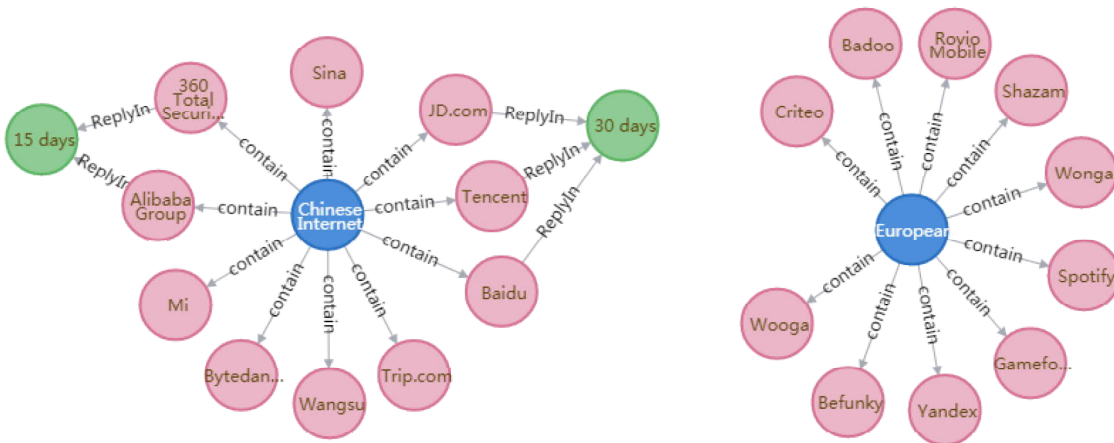 Sina
360
Total
Securi...
JD.com
ReplyIn
ReplyIn
15 days
30 days
contain
contain
contain
ReplyIn
ReplyIn
Alibaba
Group
contain
Chinese
Internet
contain
Tencent
ReplyIn
contain
contain
Mi
contain
contain
contain
Baidu
Bytedan...
Wangsu
Trip.com
Badoo
Rovio
Mobile
Criteo
Shazam
contain
contain
contain
contain
Wonga
contain
European
contain
Spotify
contain
contain
contain
contain
Wooga
Gamefo...
Befunky
Yandex